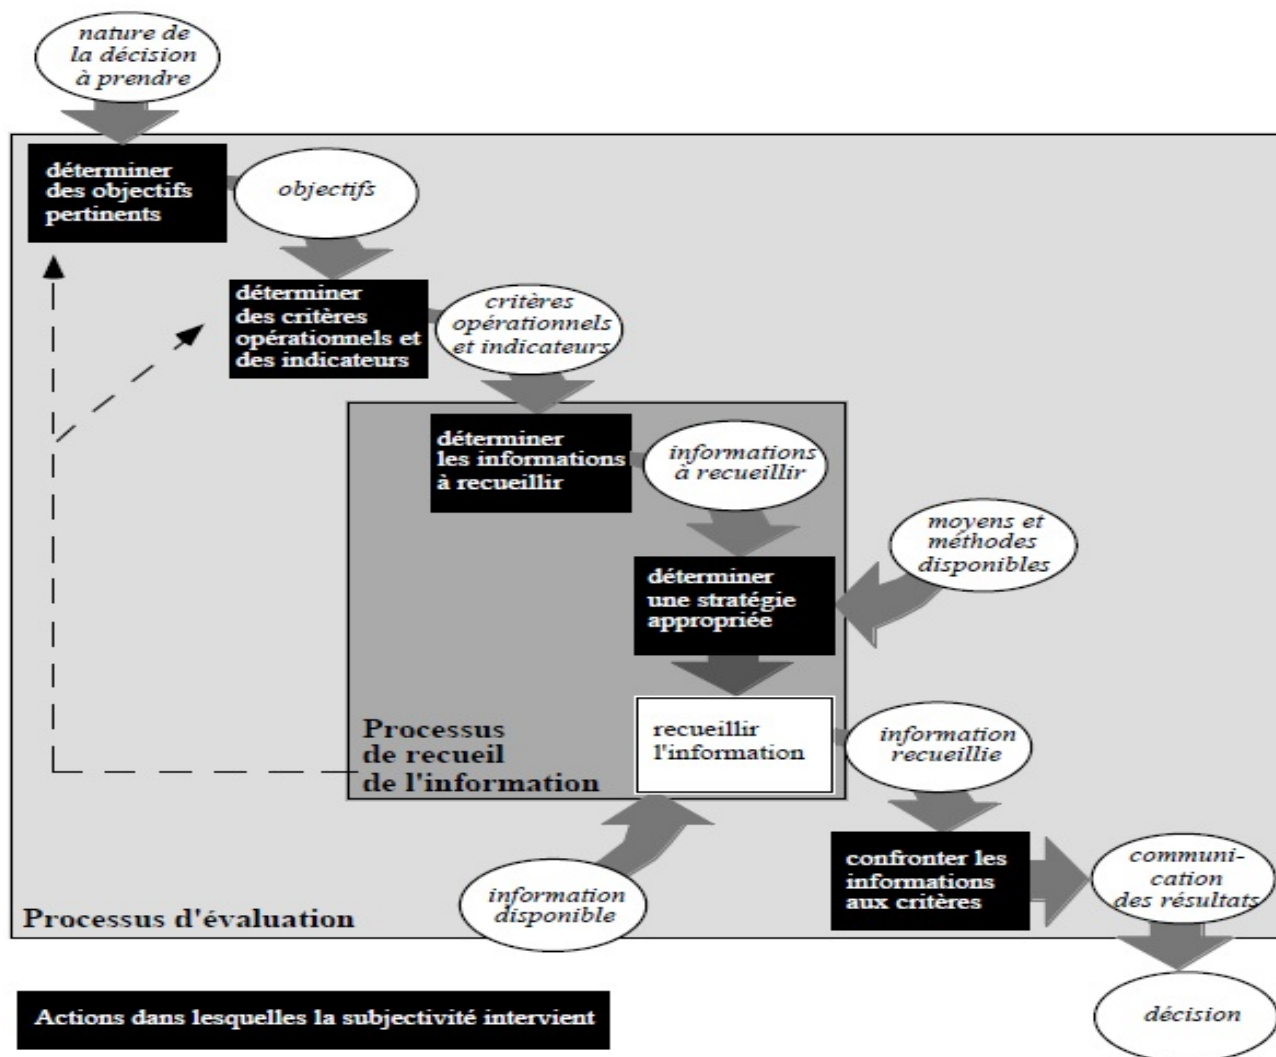 nature de
la décision
à prendre
déterminer
des objectifs
pertinents
objectifs
déterminer
des critères
opérationnels et
des indicateurs
critères
opérationnels
et indicateurs
déterminer
les informations
à recueillir
informations
à recueillir
moyens et
méthodes
disponibles
déterminer
une stratégie
appropriée
Processus
de recueil
de l'information
recueillir
l'information
information
recueillie
information
disponible
confronter les
informations
aux critères
communi-
cation
des résultats
Processus d'évaluation
décision
Actions dans lesquelles la subjectivité intervient